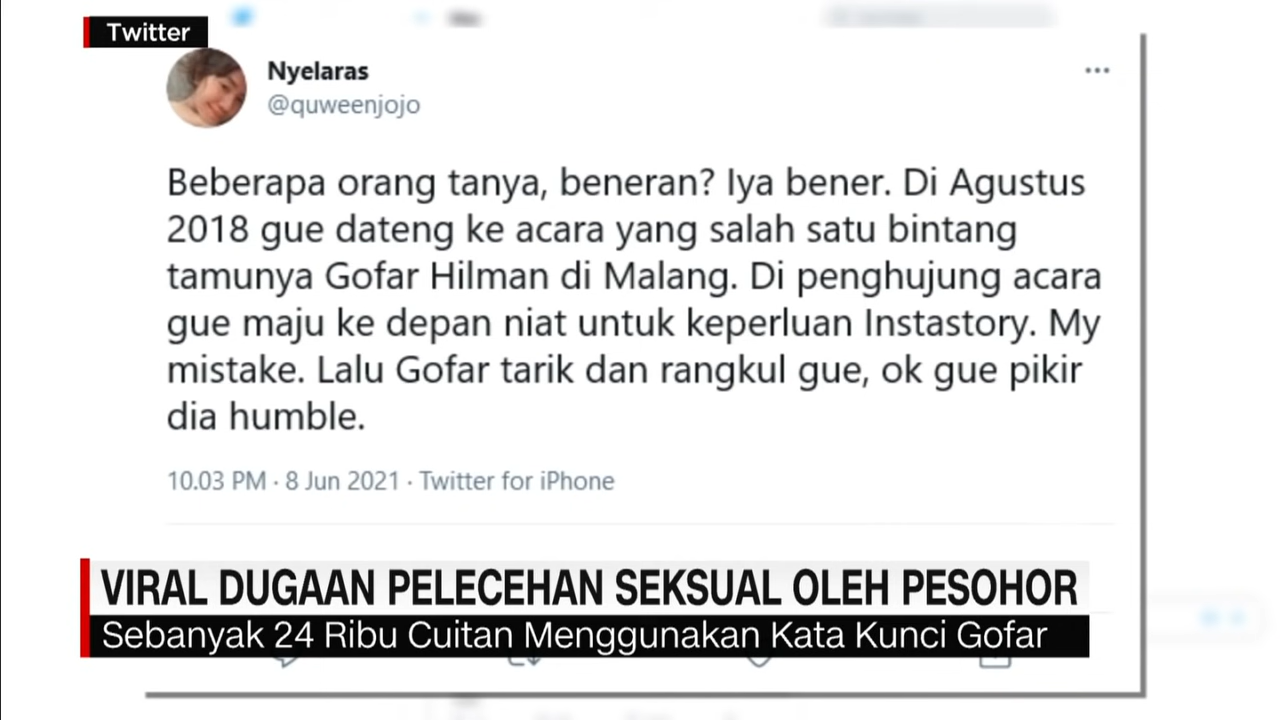 Twitter
Nyelaras
@quweenjojo
Beberapa orang tanya, beneran? Iya bener. Di Agustus
2018 gue dateng ke acara yang salah satu bintang
tamunya Gofar Hilman di Malang. Di penghujung acara
gue maju ke depan niat untuk keperluan Instastory. My
mistake. Lalu Gofar tarik dan rangkul gue, ok gue pikir
dia humble.
10.03 PM · 8 Jun 2021 · Twitter for iPhone
VIRAL DUGAAN PELECEHAN SEKSUAL OLEH PESOHOR
Sebanyak 24 Ribu Cuitan Menggunakan Kata Kunci Gofar